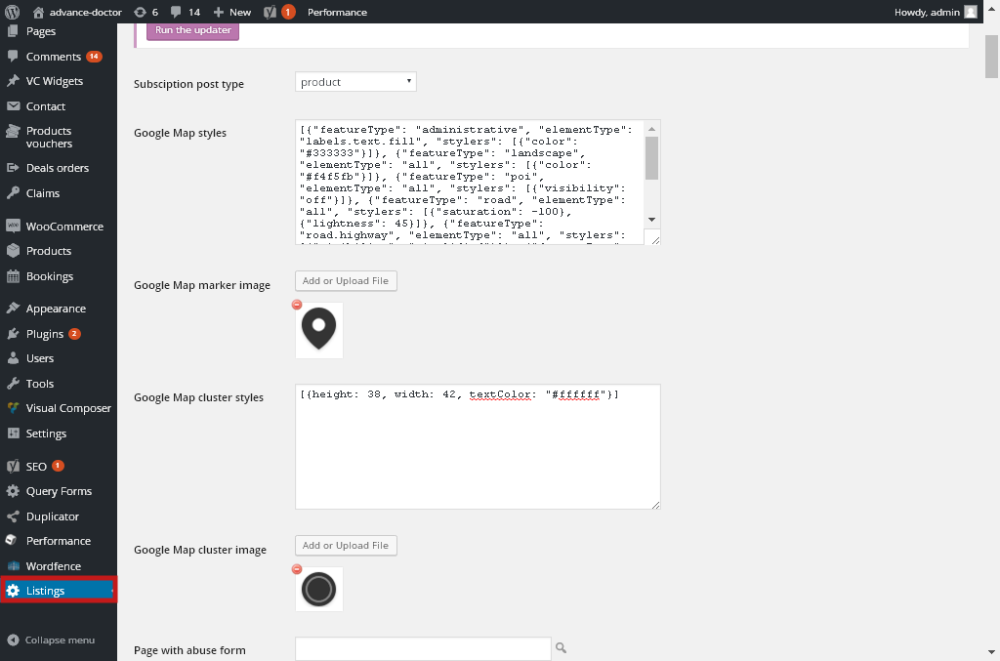 advance-doctor 6 14 New 1 Performance Howdy, admin
Pages
Comments 14
VC Widgets
Contact
Products
vouchers
Deals orders
Claims
WooCommerce
Products
Bookings
Appearance
Plugins 2
Users
Tools
Visual Composer
Settings
SEO 1
Query Forms
Duplicator
Performance
Wordfence
Listings
Collapse menu
Run the updater
Subsciption post type
product
Google Map styles
[{"featureType": "administrative", "elementType":
"labels.text.fill", "stylers": [{"color":
"#333333"}]}, {"featureType": "landscape",
"elementType": "all", "stylers": [{"color":
"#f4f5fb"}]}, {"featureType": "poi",
"elementType": "all", "stylers": [{"visibility":
"off"}]}, {"featureType": "road", "elementType":
"all", "stylers": [{"saturation": -100},
{"lightness": 45}]}, {"featureType":
"road.highway", "elementType": "all", "stylers":
Google Map marker image
Add or Upload File
Google Map cluster styles
[{height: 38, width: 42, textColor: "#ffffff"}]
Google Map cluster image
Add or Upload File
Page with abuse form